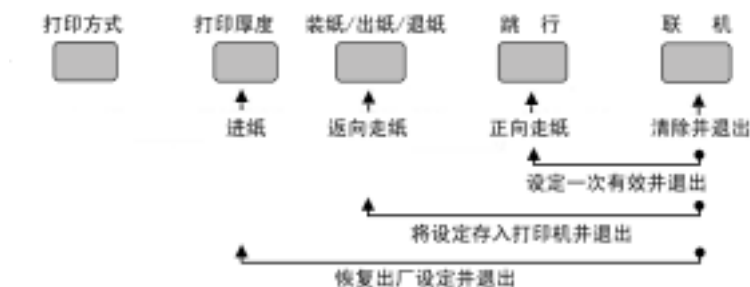 打印方式 打印厚度 装纸/出纸/退纸 跳 行 联 机
进纸 返向走纸 正向走纸 清除并退出
设定一次有效并退出
将设定存入打印机并退出
恢复出厂设定并退出